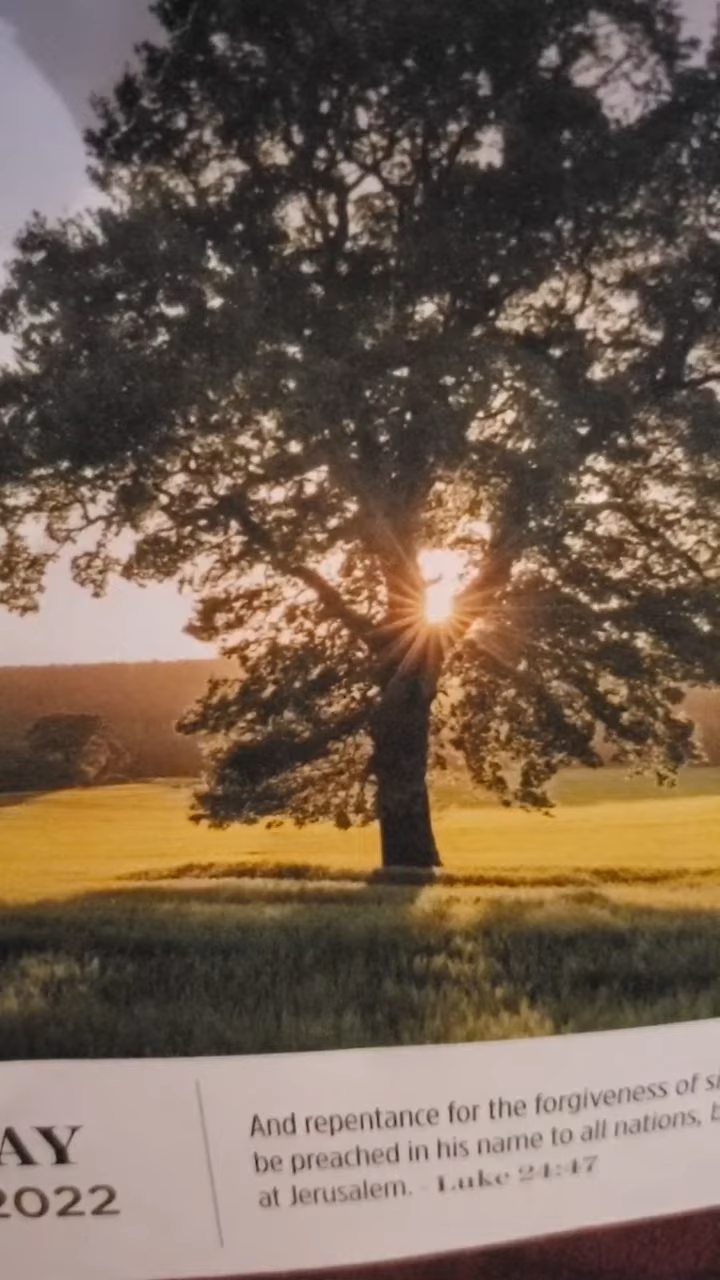 AY
2022
And repentance for the forgiveness of
be preached in his name to all nations,
at Jerusalem. - Luke 24:47